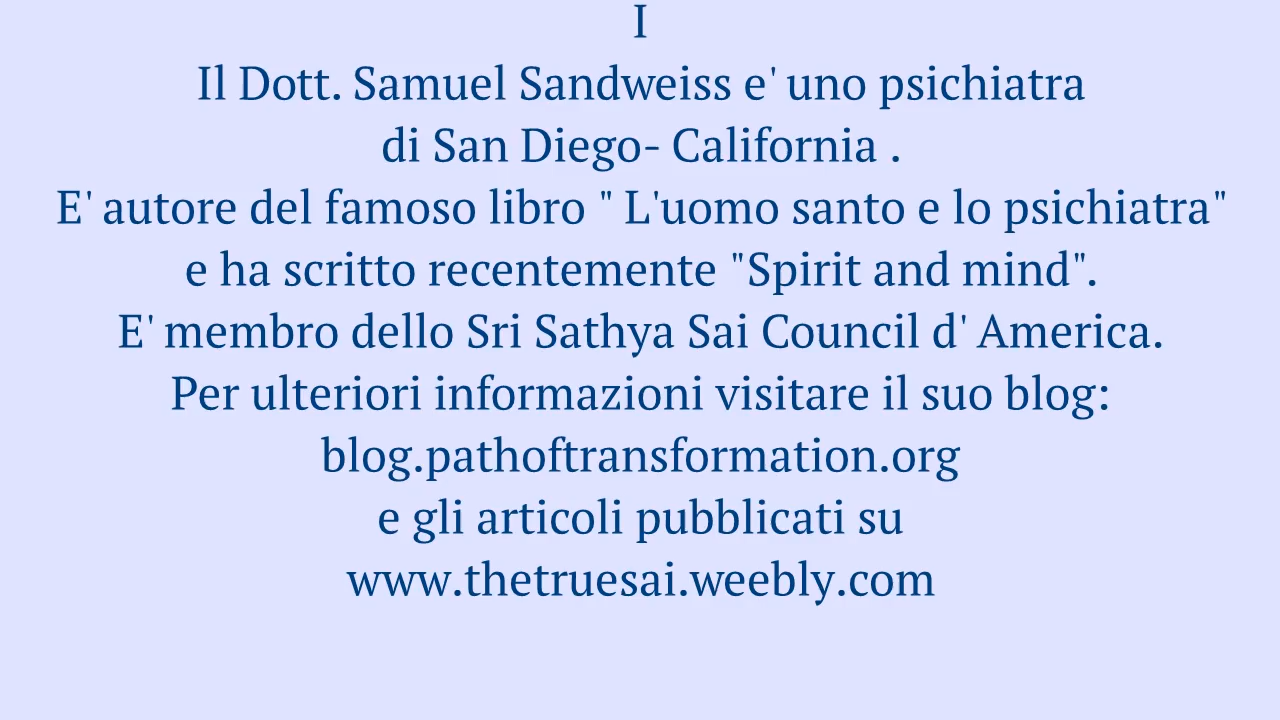 I
Il Dott. Samuel Sandweiss e' uno psichiatra
di San Diego- California .
E' autore del famoso libro " L'uomo santo e lo psichiatra"
e ha scritto recentemente "Spirit and mind".
E' membro dello Sri Sathya Sai Council d' America.
Per ulteriori informazioni visitare il suo blog:
blog.pathoftransformation.org
e gli articoli pubblicati su
www.thetruesai.weebly.com